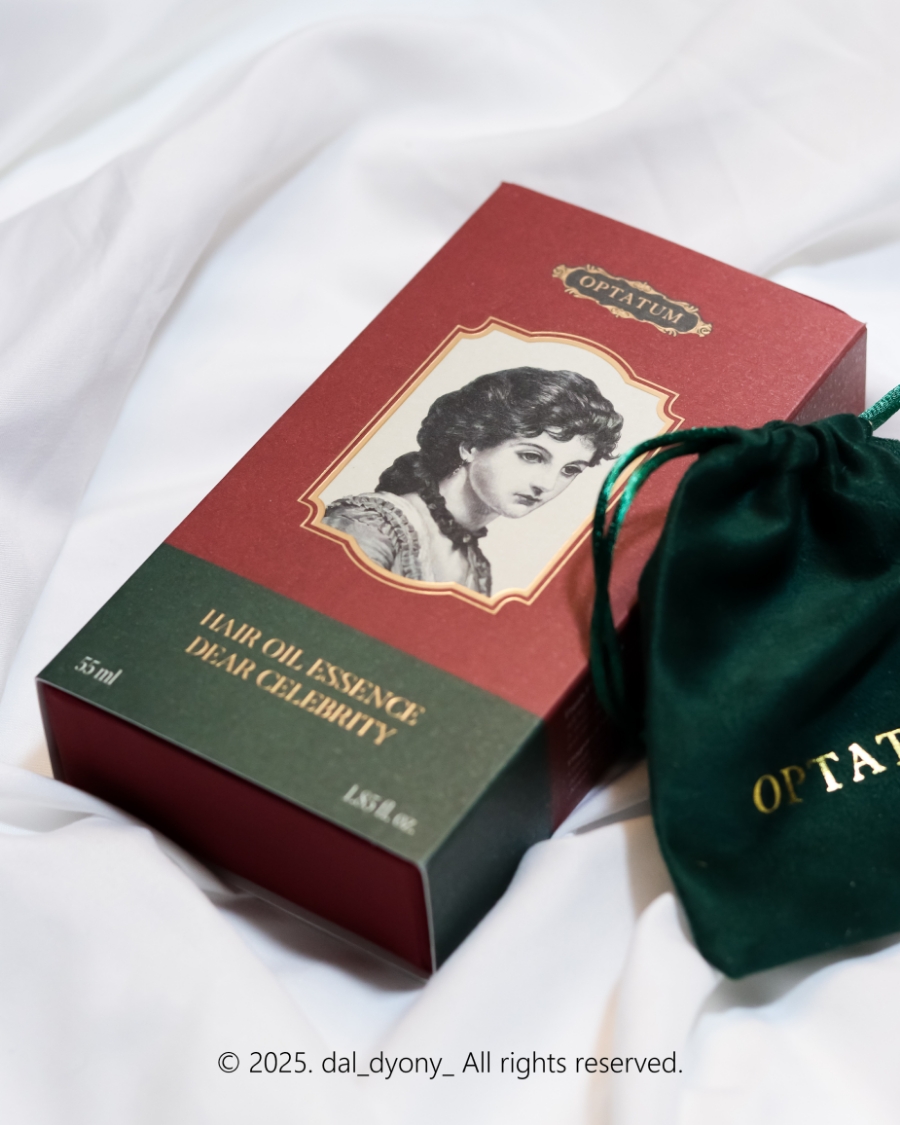 OPTATUM
HAIR OIL ESSENCE
DEAR CELEBRITY
55 ml
1.85 fl. oz.
OPTAT
© 2025. dal_dyony_ All rights reserved.